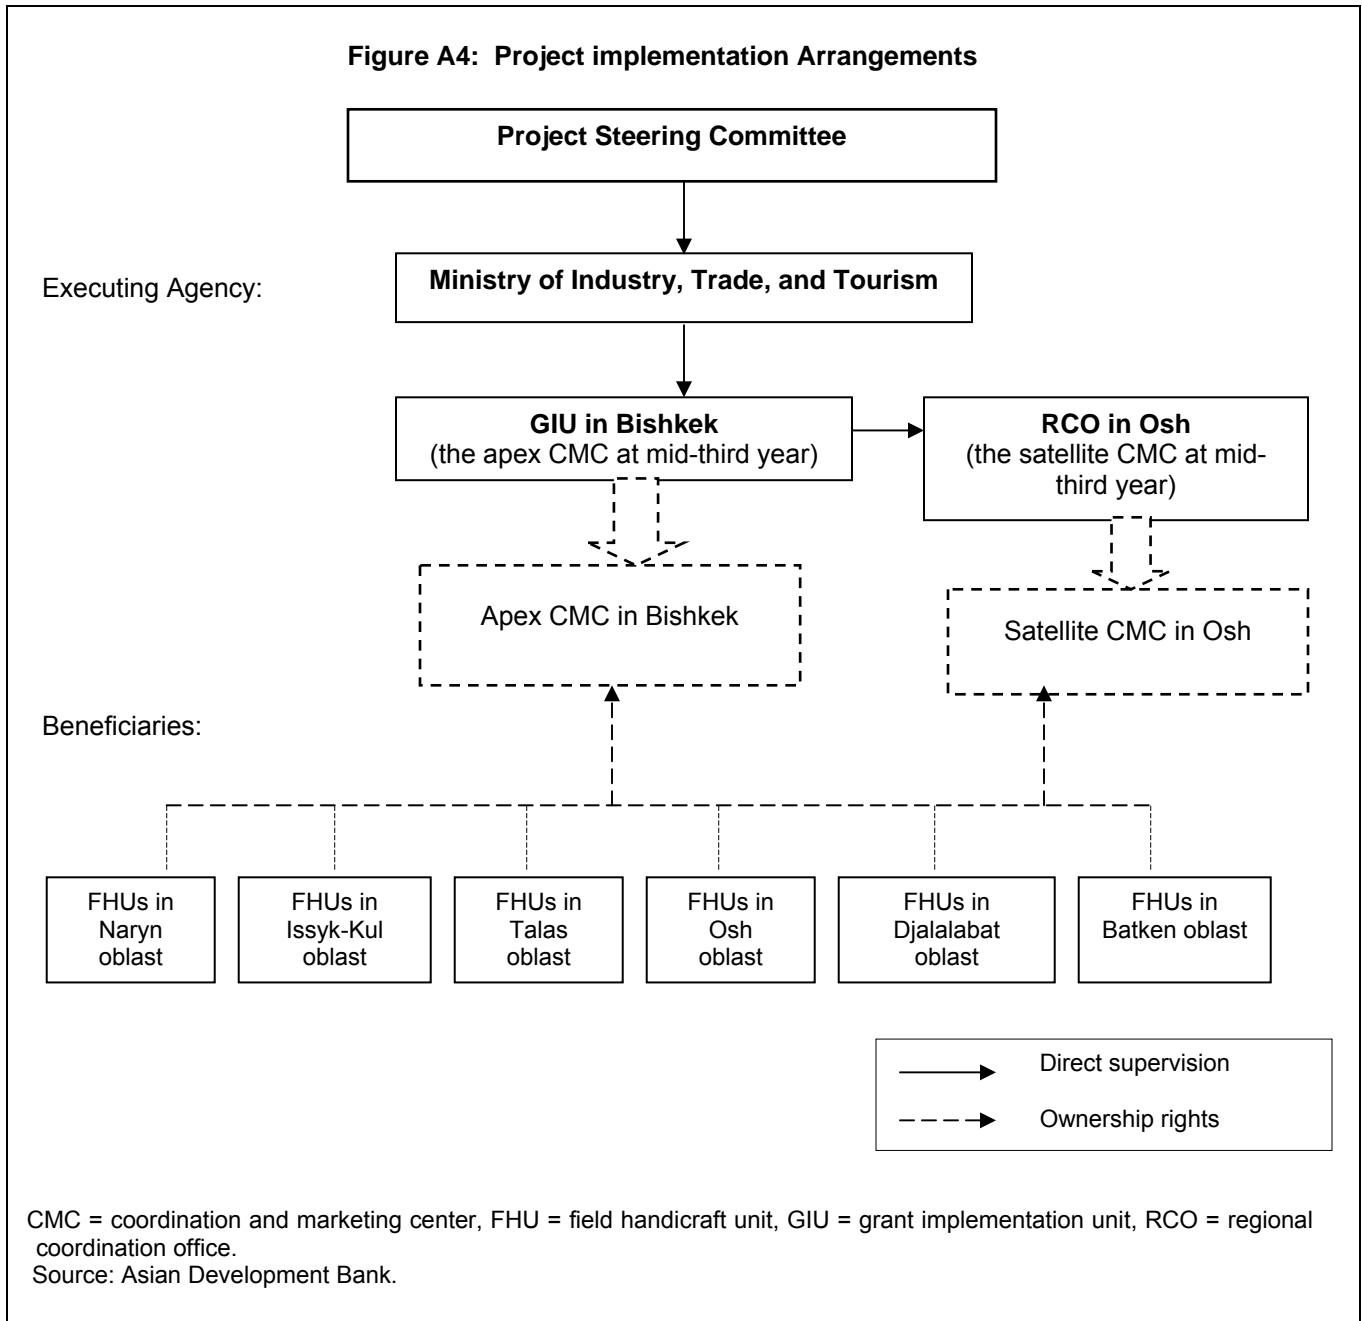 Figure A4: Project implementation Arrangements
Project Steering Committee
Executing Agency:
Ministry of Industry, Trade, and Tourism
GIU in Bishkek
(the apex CMC at mid-third year)
RCO in Osh
(the satellite CMC at mid-
third year)
Apex CMC in Bishkek
Satellite CMC in Osh
Beneficiaries:
FHUs in
Naryn
oblast
FHUs in
Issyk-Kul
oblast
FHUs in
Talas
oblast
FHUs in
Osh
oblast
FHUs in
Djalalabat
oblast
FHUs in
Batken oblast
Direct supervision
Ownership rights
CMC = coordination and marketing center, FHU = field handicraft unit, GIU = grant implementation unit, RCO = regional
coordination office.
Source: Asian Development Bank.